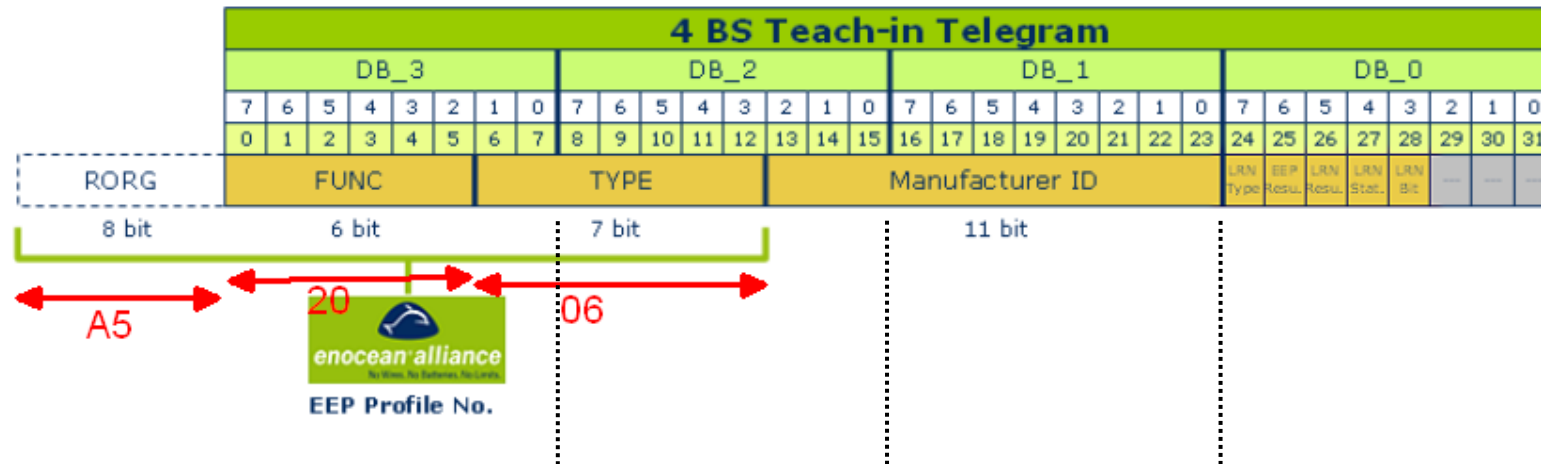 4 BS Teach-in Telegram
DB_3 DB_2 DB_1 DB_0
7 6 5 4 3 2 1 0 7 6 5 4 3 2 1 0 7 6 5 4 3 2 1 0 7 6 5 4 3 2 1 0
0 1 2 3 4 5 6 7 8 9 10 11 12 13 14 15 16 17 18 19 20 21 22 23 24 25 26 27 28 29 30 31
RORG FUNC TYPE Manufacturer ID LRN Type EEP Resu. LRN Resu. LRN Stat. LRN Bit --- --- ---
8 bit 6 bit 7 bit 11 bit
A5 20 06
enocean alliance
No Wires. No Batteries. No Limits.
EEP Profile No.